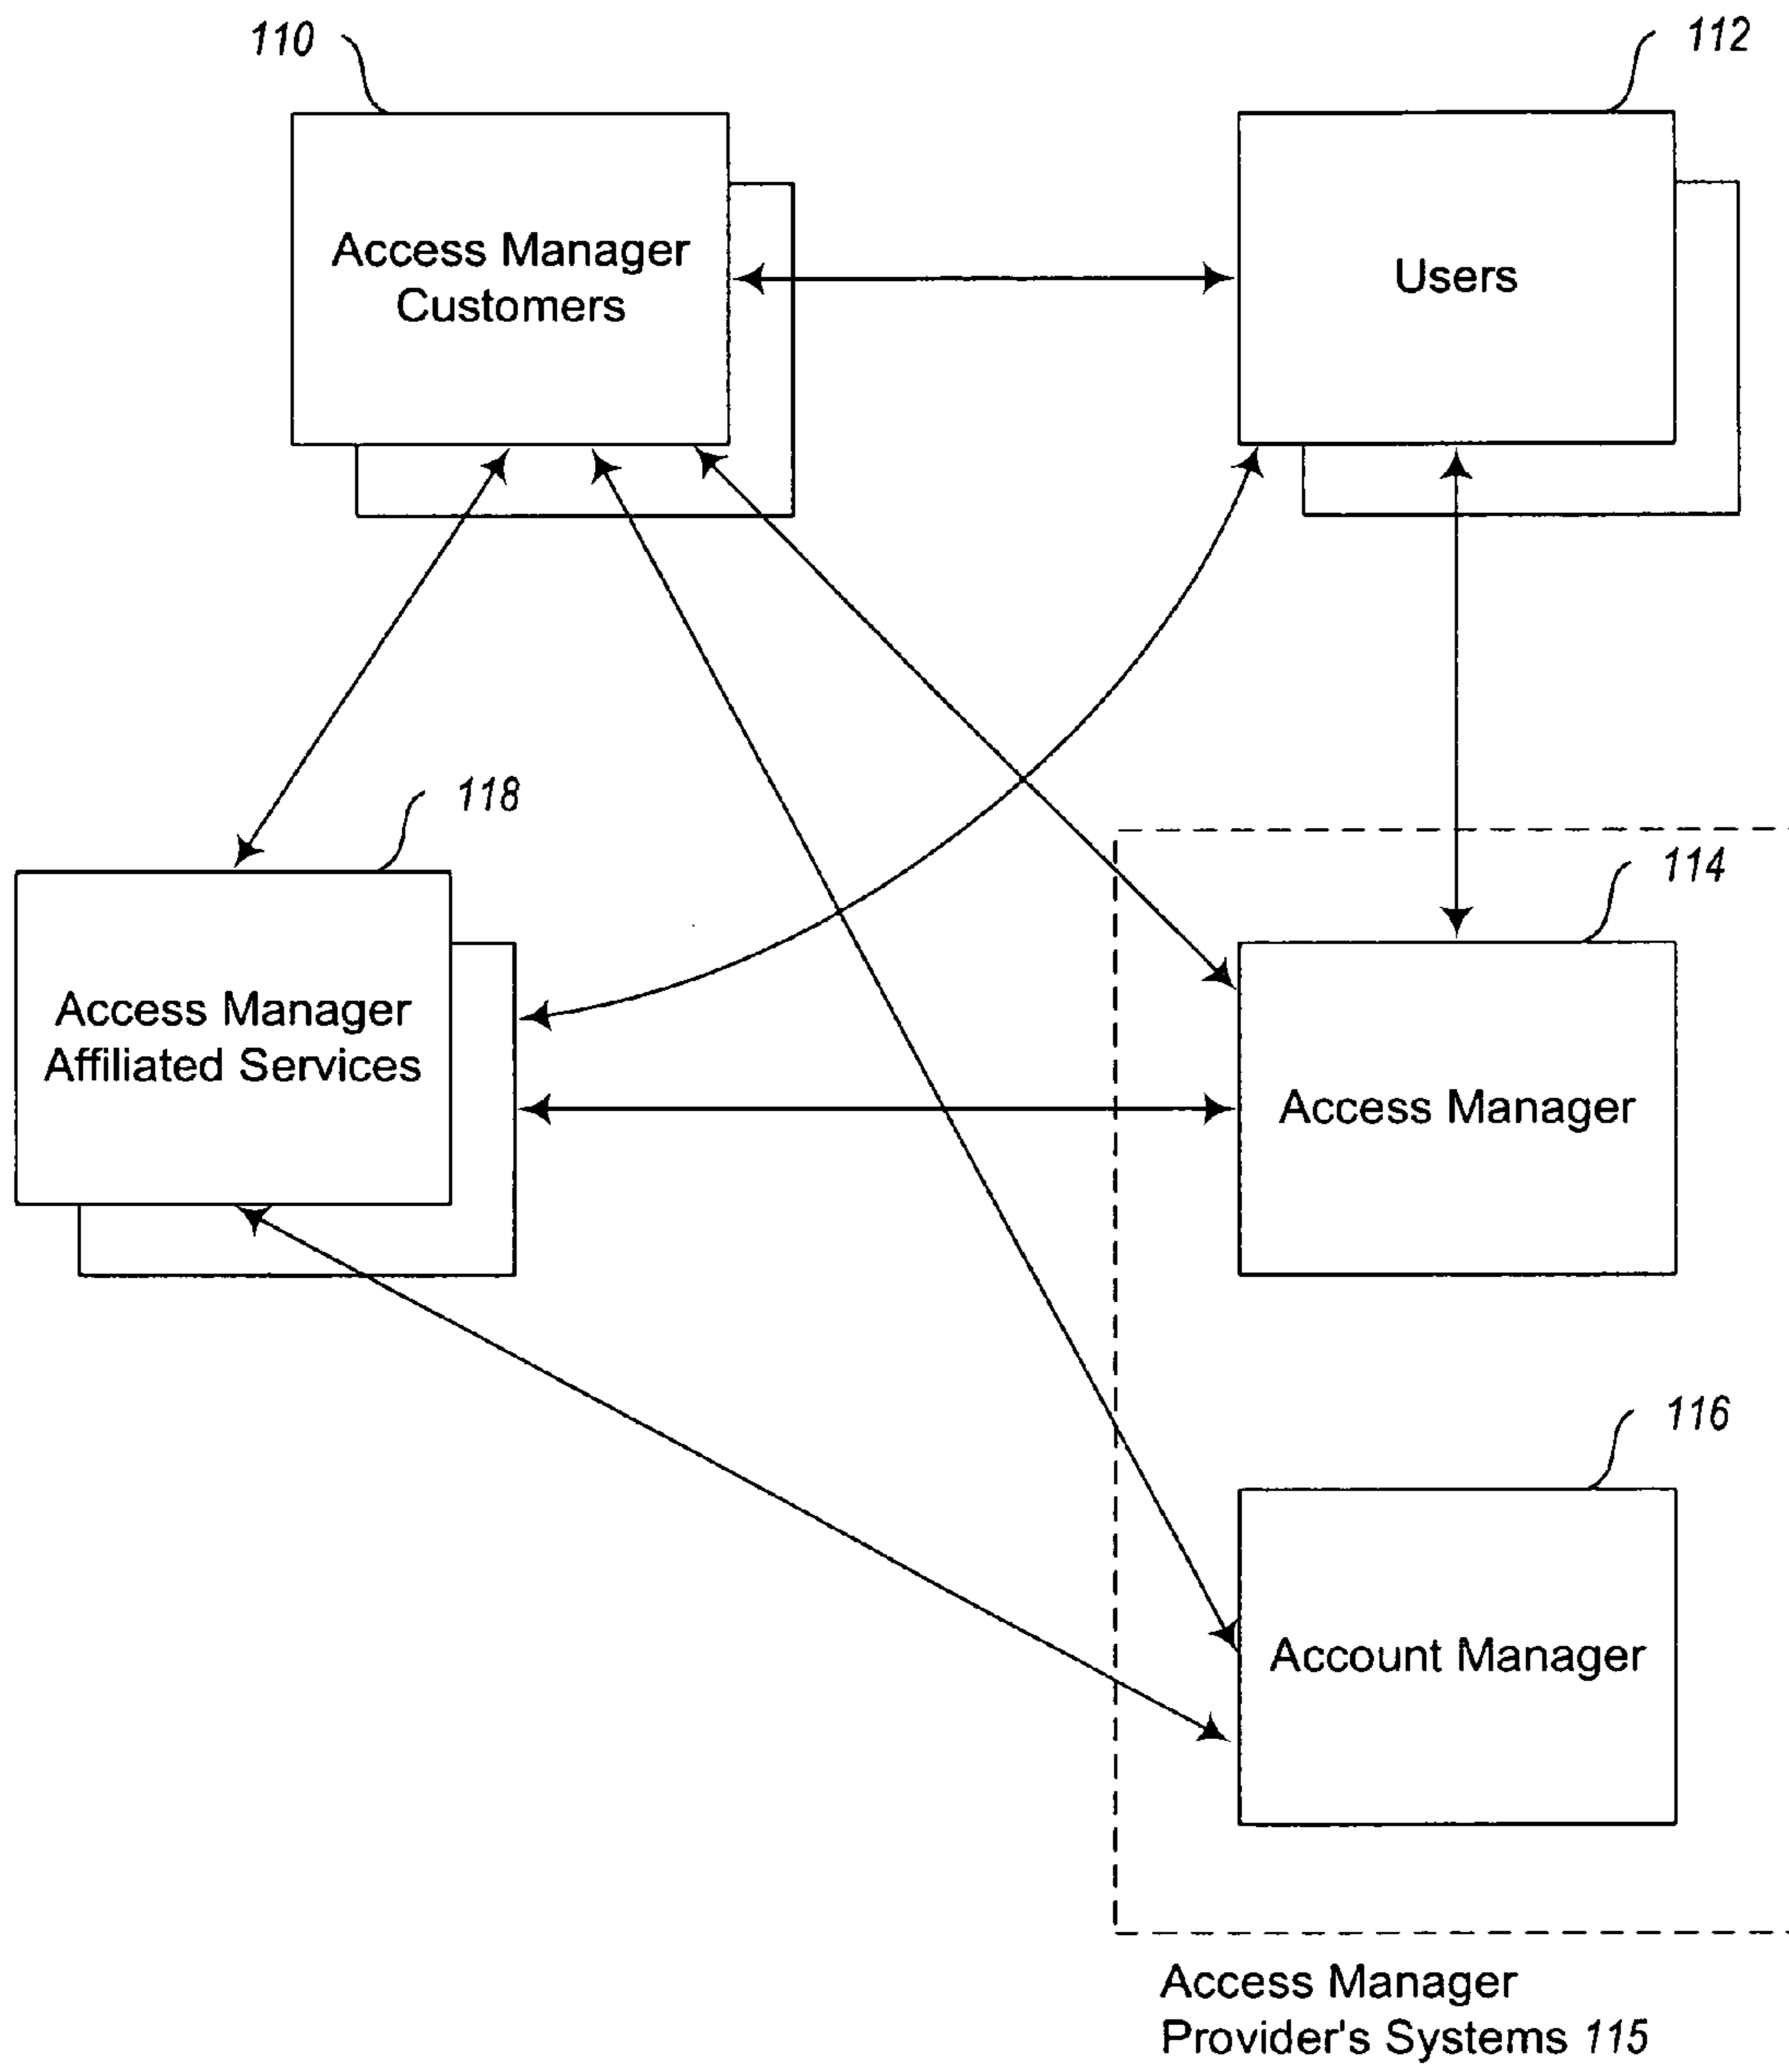 110
112
Access Manager
Customers
Users
118
114
Access Manager
Affiliated Services
Access Manager
116
Account Manager
Access Manager
Provider's Systems 115